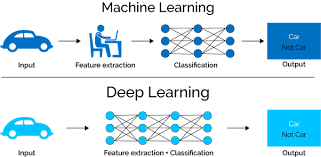 Machine Learning
Car
Not Car
Input
Feature extraction
Classification
Output
Deep Learning
Car
Not Car
Input
Feature extraction + Classification
Output